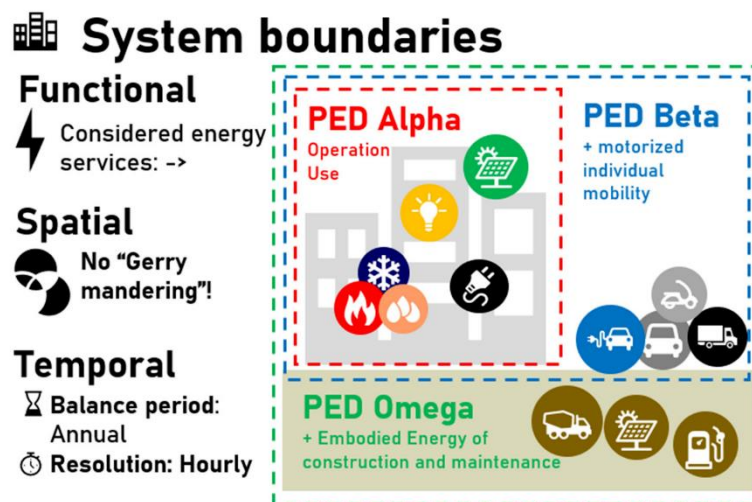 System boundaries
Functional
Considered energy
services: ->
Spatial
No “Gerry
mandering”!
Temporal
Balance period:
Annual
Resolution: Hourly
PED Alpha
Operation
Use
PED Beta
+ motorized
individual
mobility
PED Omega
+ Embodied Energy of
construction and maintenance